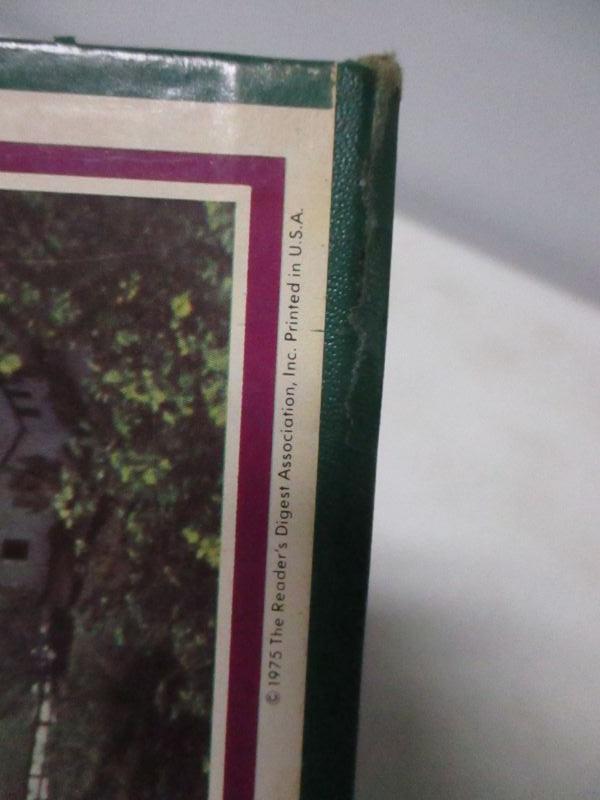 © 1975 The Reader's Digest Association, Inc. Printed in U.S.A.